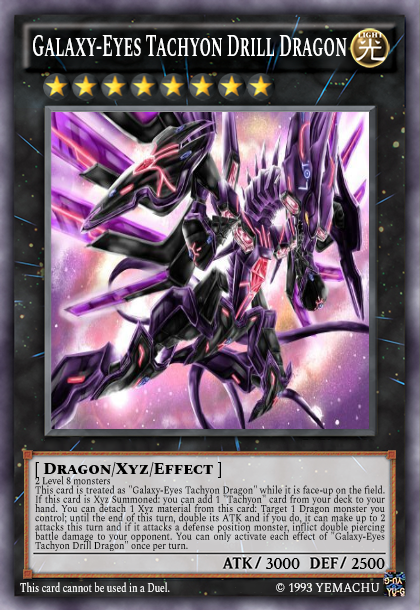 GALAXY-EYES TACHYON DRILL DRAGON
LIGHT
光
[ DRAGON/XYZ/EFFECT ]
2 Level 8 monsters
This card is treated as "Galaxy-Eyes Tachyon Dragon" while it is face-up on the field.
If this card is Xyz Summoned: you can add 1 "Tachyon" card from your deck to your
hand. You can detach 1 Xyz material from this card: Target 1 Dragon monster you
control; until the end of this turn, double its ATK and if you do, it can make up to 2
attacks this turn and if it attacks a defense position monster, inflict double piercing
battle damage to your opponent. You can only activate each effect of "Galaxy-Eyes
Tachyon Drill Dragon" once per turn.
ATK/ 3000 DEF/ 2500
This card cannot be used in a Duel.
© 1993 YEMACHU